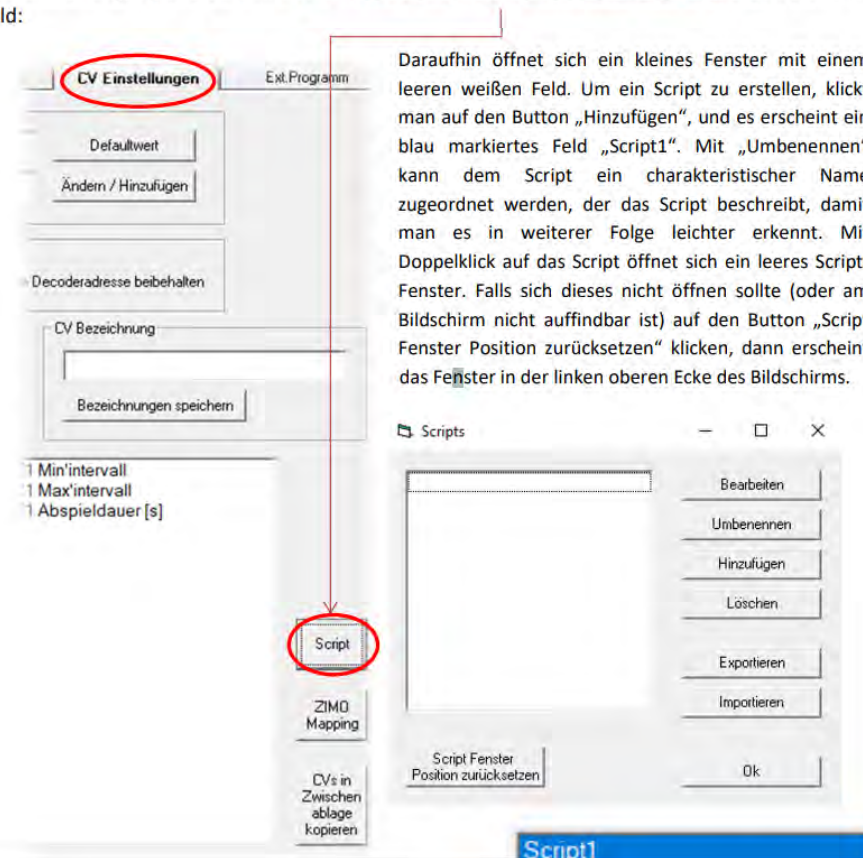 ld:
CV Einstellungen
Ext.Programm
Defaultwert
Ändern / Hinzufügen
Decoderadresse beibehalten
CV Bezeichnung
Bezeichnungen speichern
1 Min'intervall
1 Max'intervall
1 Abspieldauer [s]
Script
ZIMO
Mapping
CVs in
Zwischen
ablage
kopieren
Daraufhin öffnet sich ein kleines Fenster mit einem
leeren weißen Feld. Um ein Script zu erstellen, klick
man auf den Button „Hinzufügen“, und es erscheint ein
blau markiertes Feld „Script1“. Mit „Umbenennen“
kann dem Script ein charakteristischer Name
zugeordnet werden, der das Script beschreibt, dami
man es in weiterer Folge leichter erkennt. Mi
Doppelklick auf das Script öffnet sich ein leeres Script
Fenster. Falls sich dieses nicht öffnen sollte (oder am
Bildschirm nicht auffindbar ist) auf den Button „Script
Fenster Position zurücksetzen“ klicken, dann erschein
das Fenster in der linken oberen Ecke des Bildschirms.
Scripts
Bearbeiten
Umbenennen
Hinzufügen
Löschen
Exportieren
Importieren
Script Fenster
Position zurücksetzen
Ok
Script1